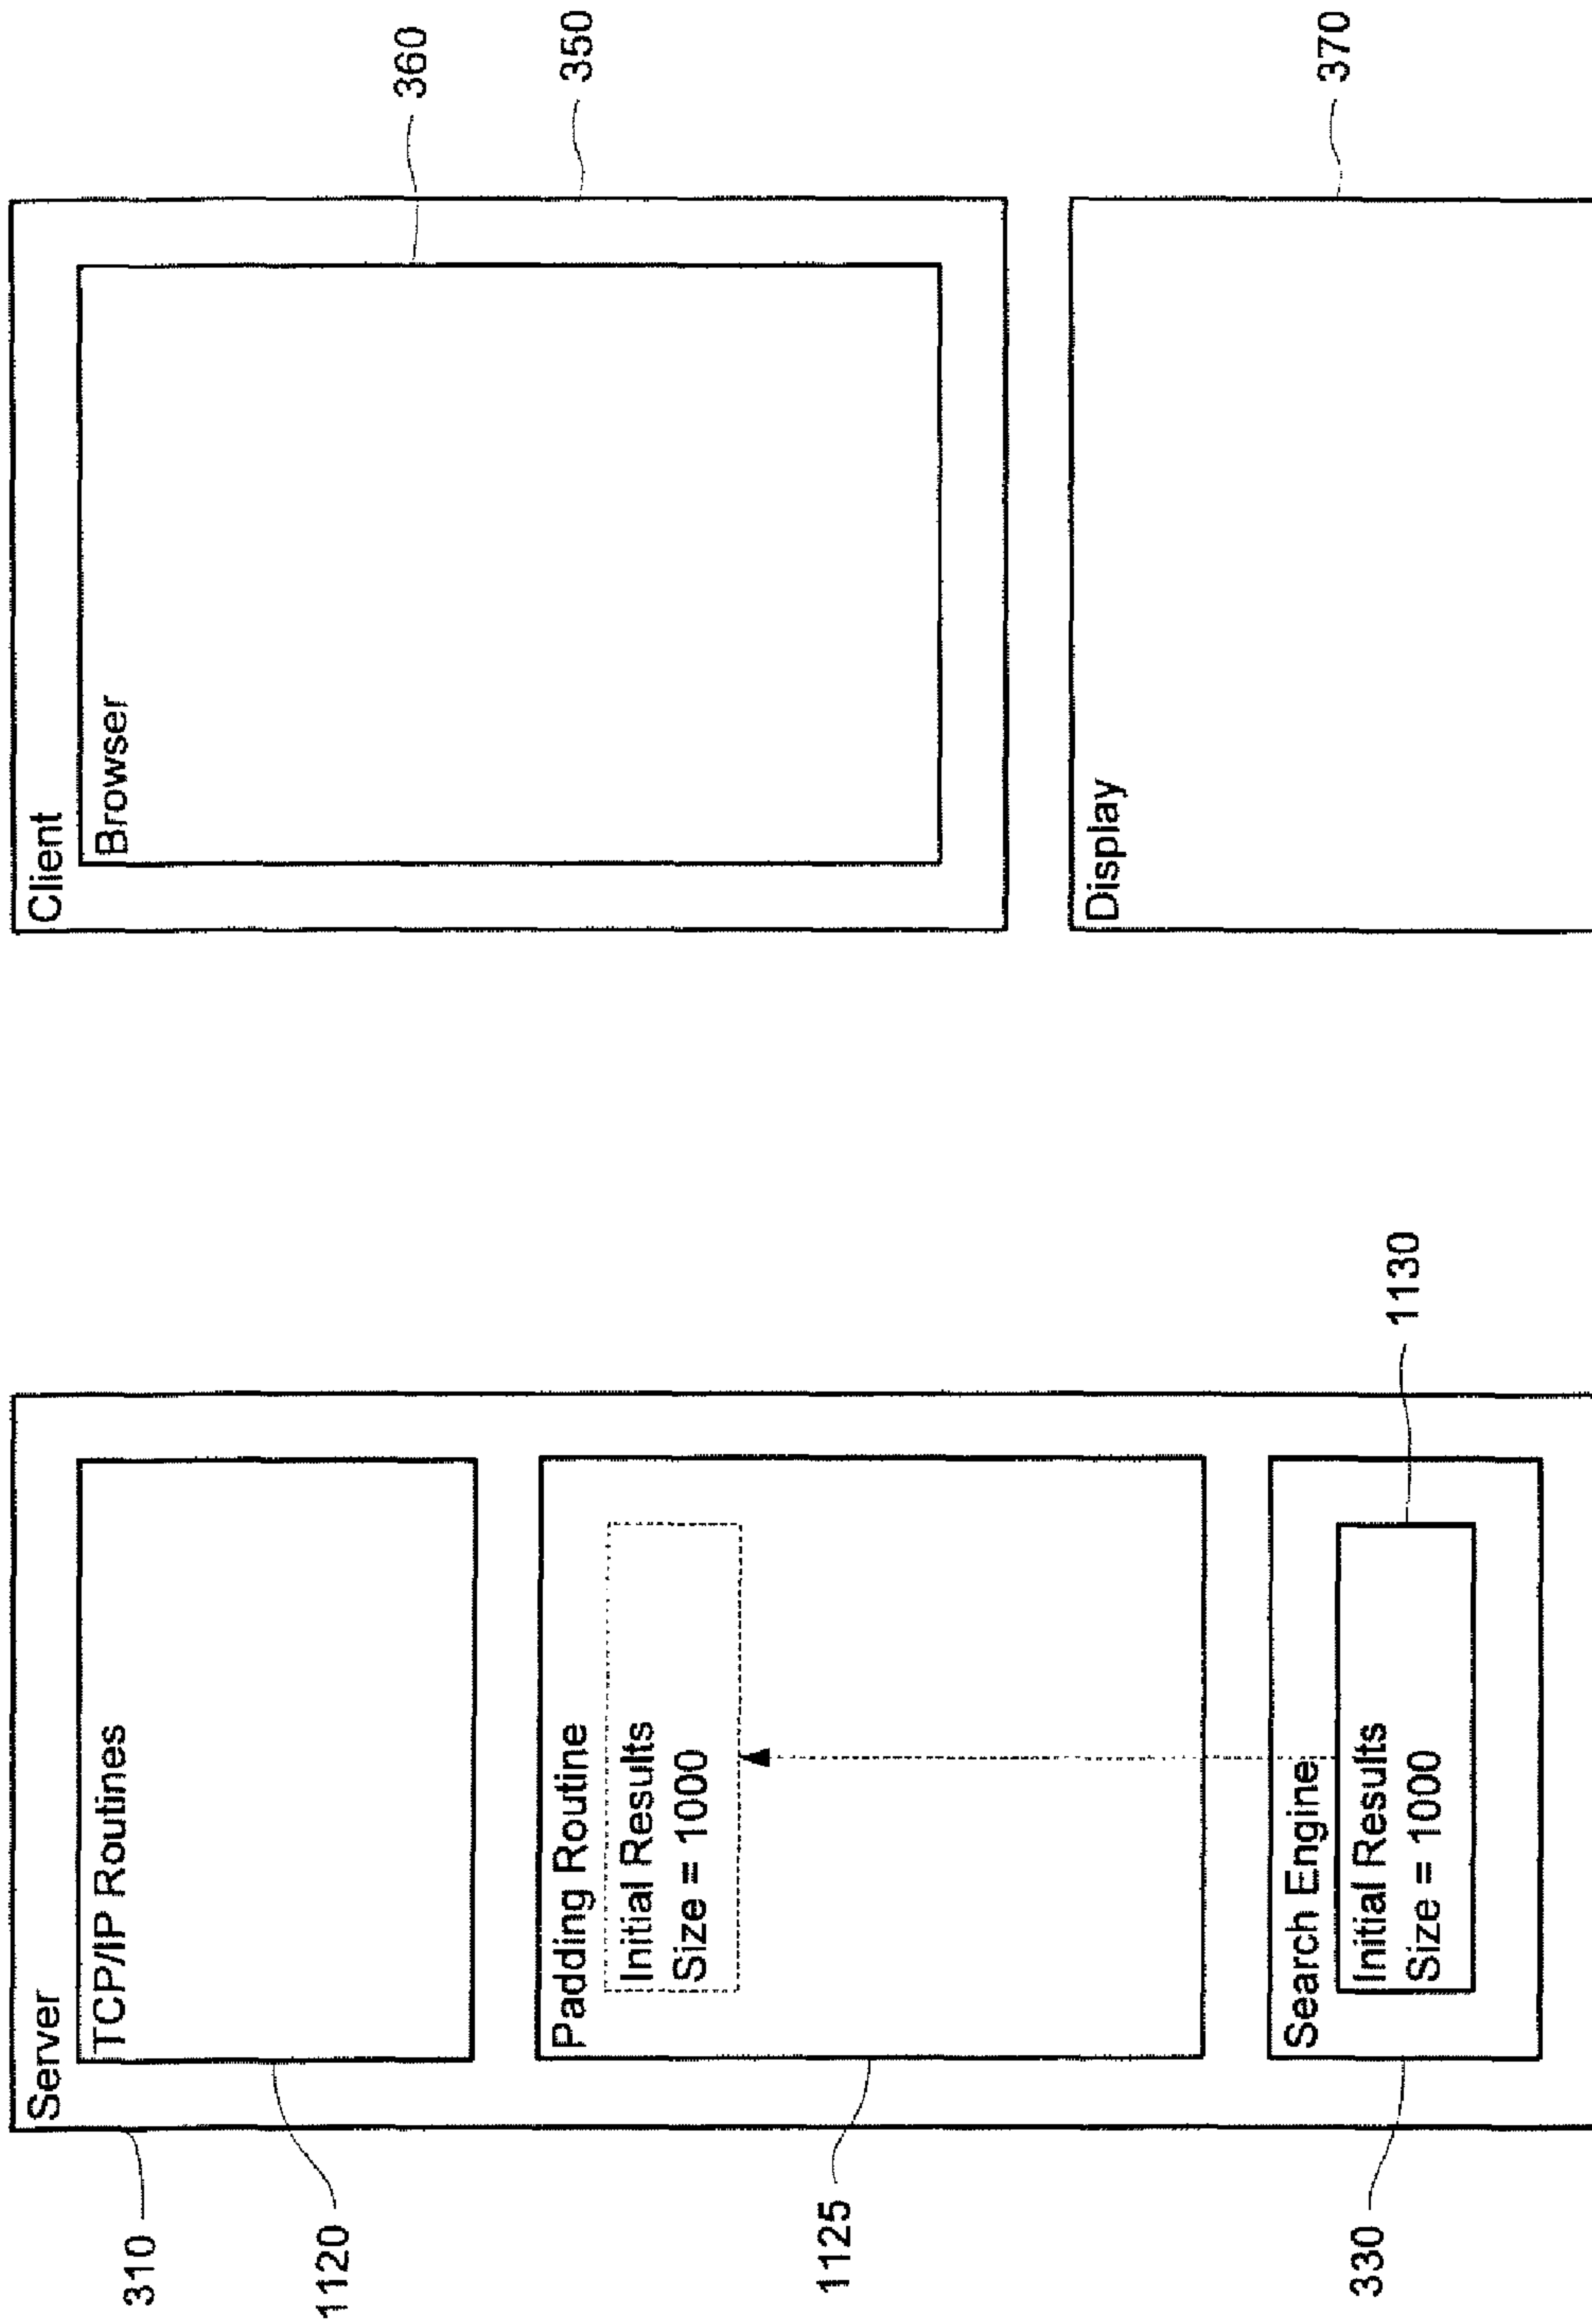 310
Server
1120
TCP/IP Routines
1125
Padding Routine
Initial Results
Size = 1000
330
Search Engine
Initial Results
Size = 1000
1130
Client
Browser
360
350
Display
370